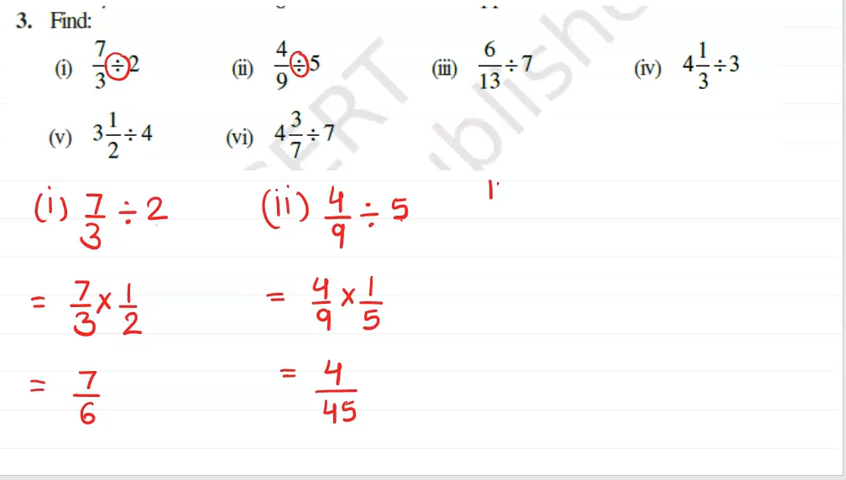 3. Find:
(i) 7/3 ÷ 2 (ii) 4/9 ÷ 5 (iii) 6/13 ÷ 7 (iv) 4 1/3 ÷ 3
(v) 3 1/2 ÷ 4 (vi) 4 3/7 ÷ 7
(i) 7/3 ÷ 2 (ii) 4/9 ÷ 5
= 7/3 × 1/2 = 4/9 × 1/5
= 7/6 = 4/45